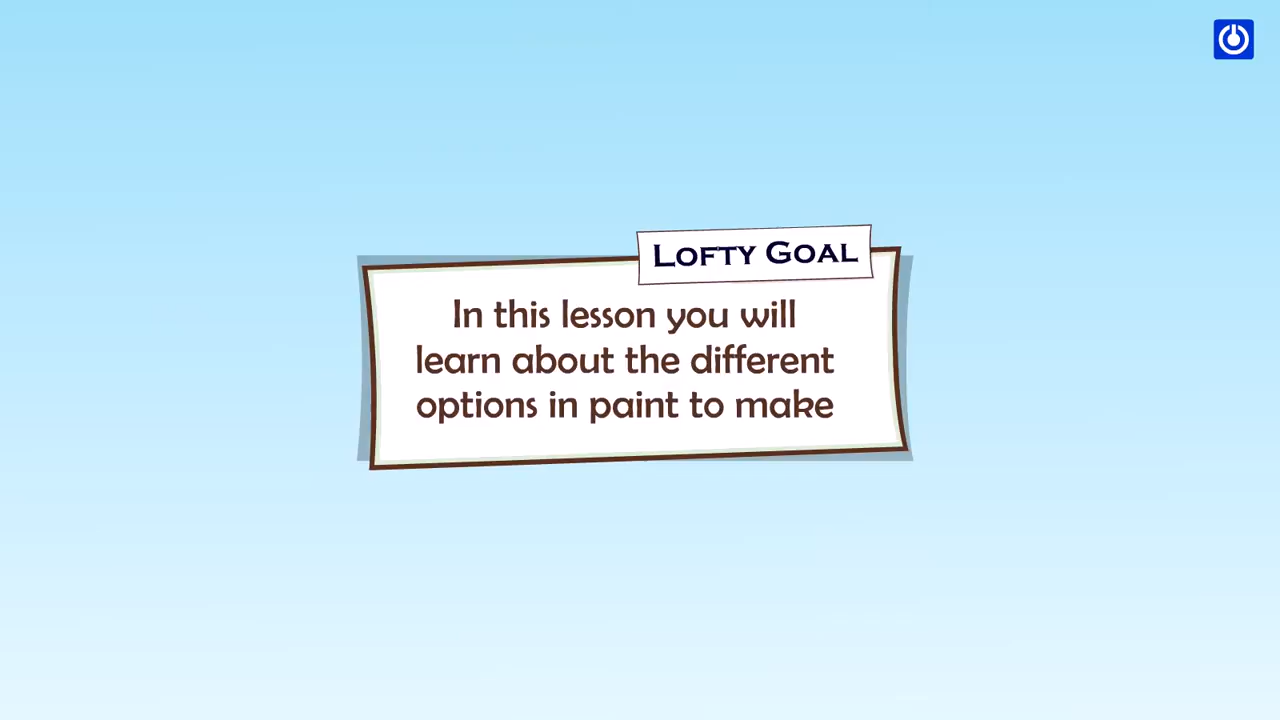 Lofty Goal
In this lesson you will
learn about the different
options in paint to make